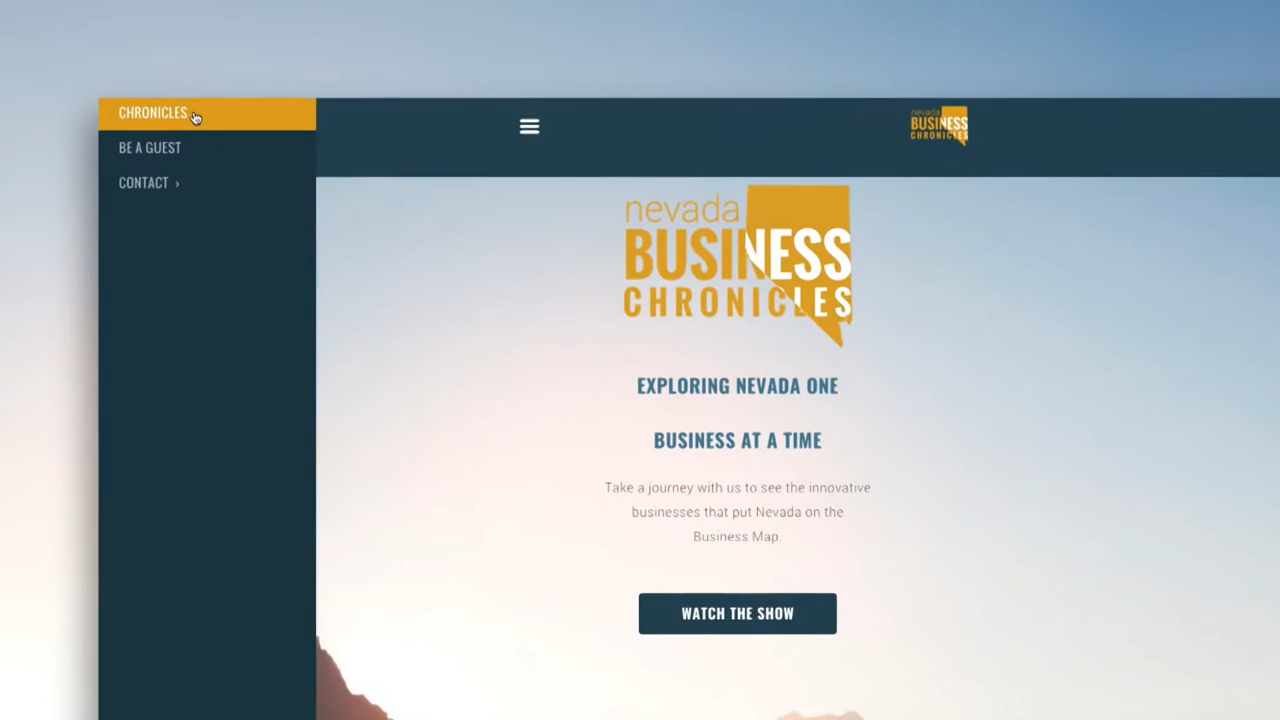 CHRONICLES
BE A GUEST
CONTACT ›
nevada
BUSINESS
CHRONICLES
nevada
BUSINESS
CHRONICLES
EXPLORING NEVADA ONE
BUSINESS AT A TIME
Take a journey with us to see the innovative
businesses that put Nevada on the
Business Map.
WATCH THE SHOW